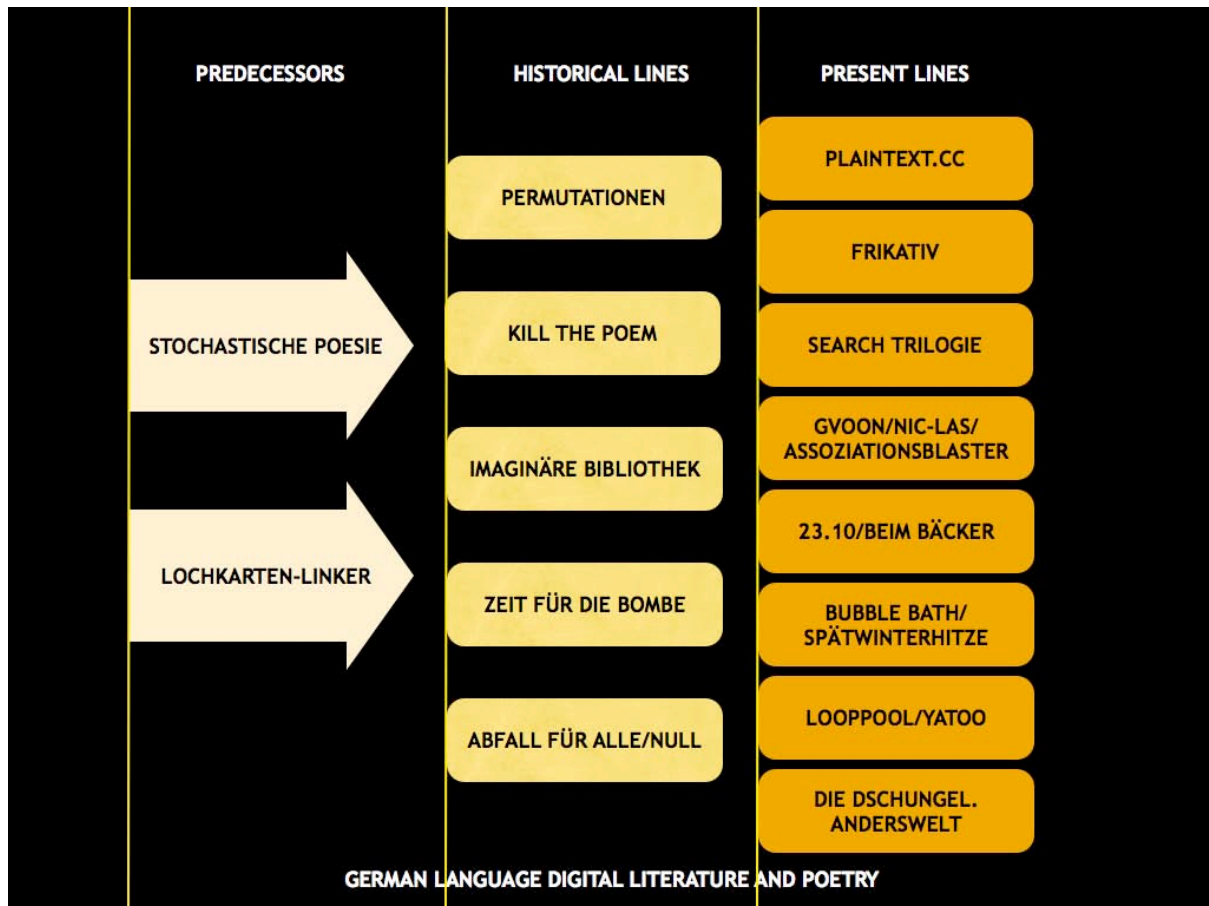 PREDECESSORS
STOCHASTISCHE POESIE
LOCHKARTEN-LINKER
HISTORICAL LINES
PERMUTATIONEN
KILL THE POEM
IMAGINÄRE BIBLIOTHEK
ZEIT FÜR DIE BOMBE
ABFALL FÜR ALLE/NULL
PRESENT LINES
PLAINTEXT.CC
FRIKATIV
SEARCH TRILOGIE
GVOON/NIC-LAS/
ASSOZIATIONSBLASTER
23.10/BEIM BÄCKER
BUBBLE BATH/
SPÄTWINTERHITZE
LOOPPOOL/YATOO
DIE DSCHUNGEL.
ANDERSWELT
GERMAN LANGUAGE DIGITAL LITERATURE AND POETRY